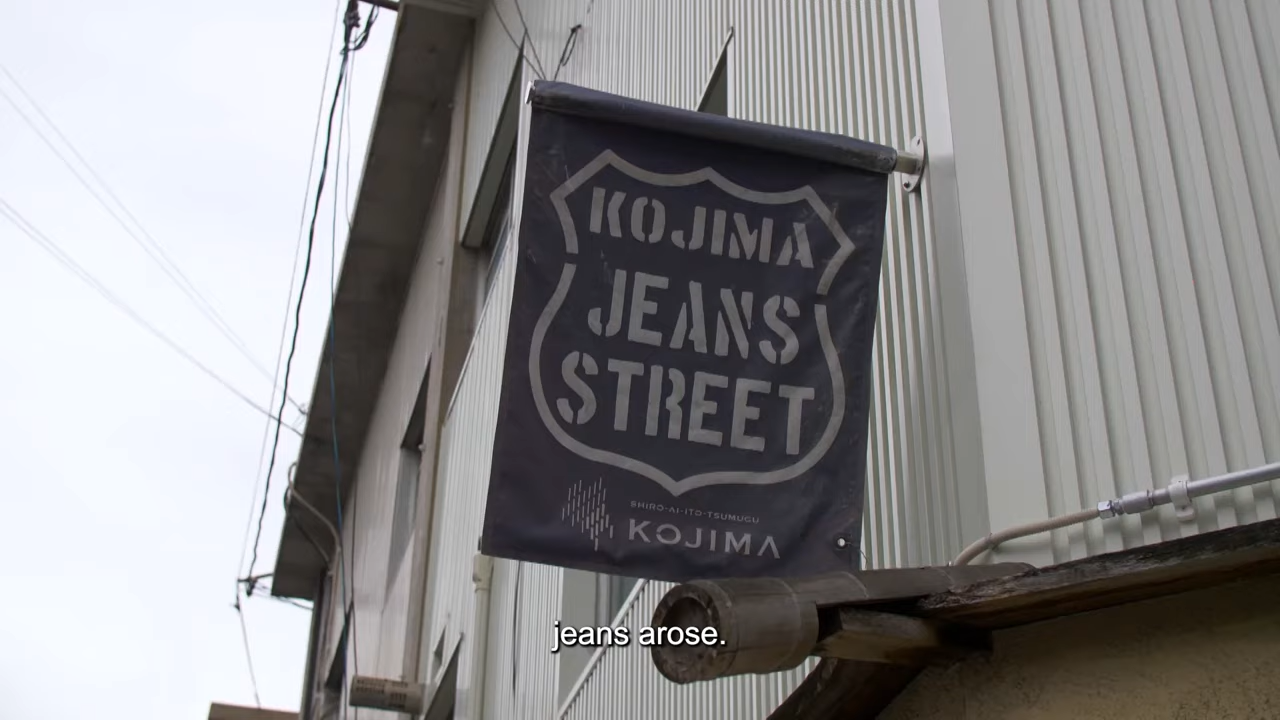 KOJIMA
JEANS
STREET
SHIRO-AI-ITO-TSUMUGU
KOJIMA
jeans arose.